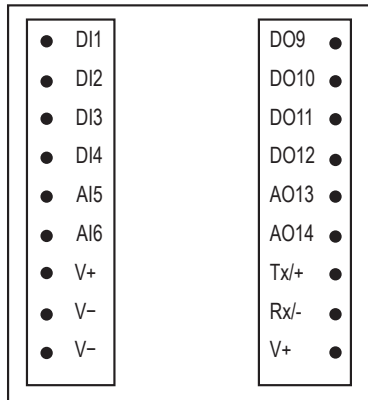 DI1
DI2
DI3
DI4
AI5
AI6
V+
V−
V−
DO9
DO10
DO11
DO12
AO13
AO14
Tx/+
Rx/-
V+